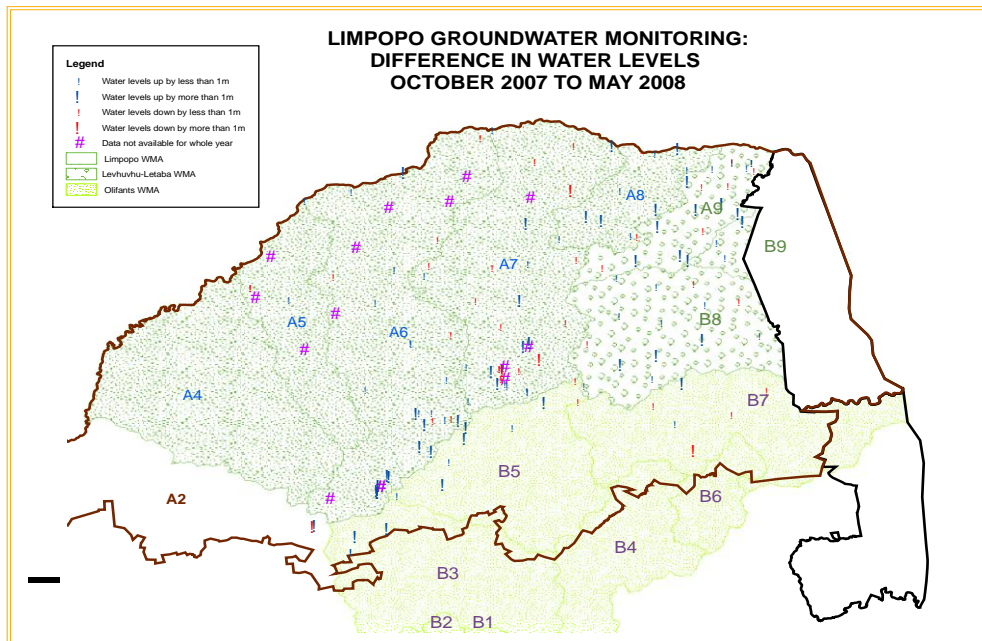 LIMPOPO GROUNDWATER MONITORING:
DIFFERENCE IN WATER LEVELS
OCTOBER 2007 TO MAY 2008
Legend
! Water levels up by less than 1m
! Water levels up by more than 1m
! Water levels down by less than 1m
! Water levels down by more than 1m
# Data not available for whole year
Limpopo WMA
Levhuvhu-Letaba WMA
Olifants WMA
A8
A9
B9
A7
A5
A6
B8
A4
B7
B5
A2
B6
B4
B3
B2
B1